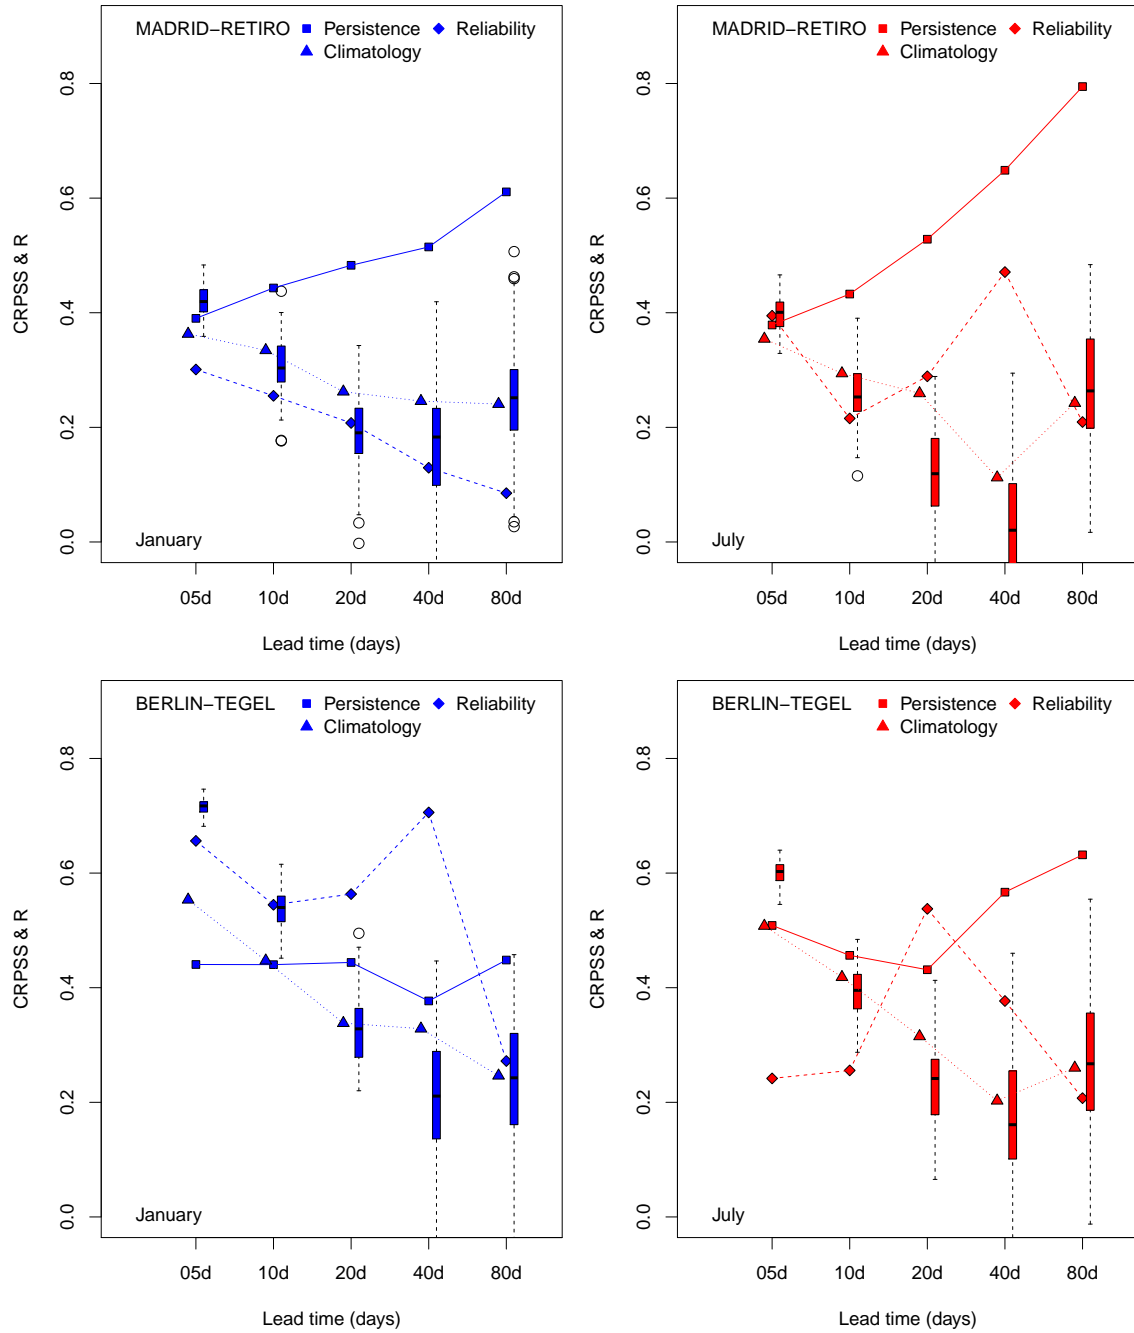 MADRID−RETIRO Persistence Reliability
Climatology
0.8
0.6
0.4
0.2
0.0
CRPSS & R
January
05d 10d 20d 40d 80d
Lead time (days)
MADRID−RETIRO Persistence Reliability
Climatology
0.8
0.6
0.4
0.2
0.0
CRPSS & R
July
05d 10d 20d 40d 80d
Lead time (days)
BERLIN−TEGEL Persistence Reliability
Climatology
0.8
0.6
0.4
0.2
0.0
CRPSS & R
January
05d 10d 20d 40d 80d
Lead time (days)
BERLIN−TEGEL Persistence Reliability
Climatology
0.8
0.6
0.4
0.2
0.0
CRPSS & R
July
05d 10d 20d 40d 80d
Lead time (days)